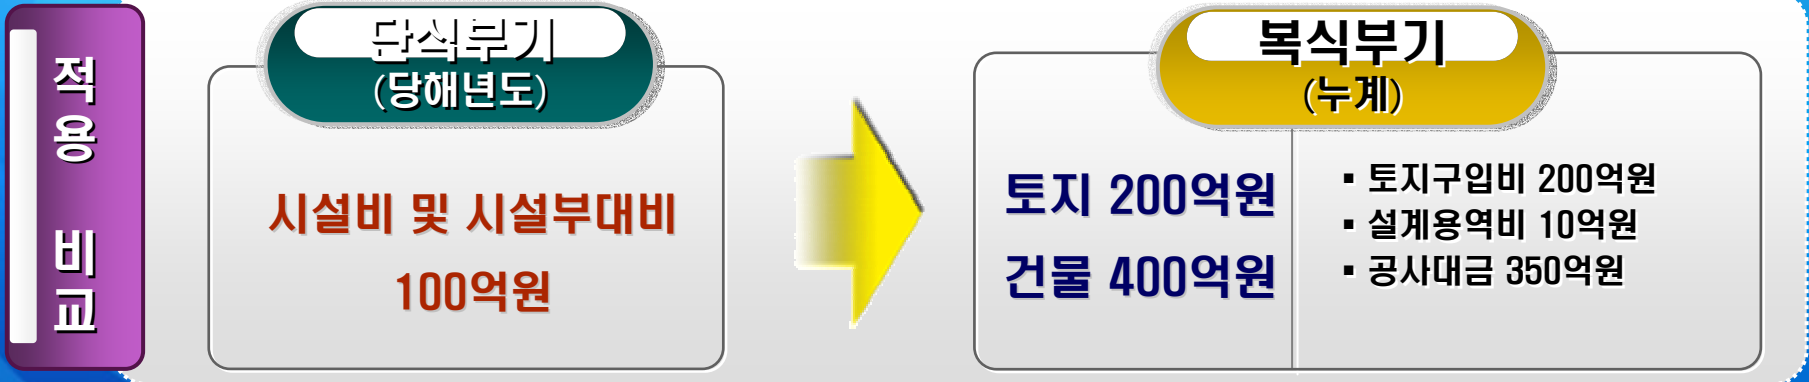 적용 비교
단식부기
(당해년도)
시설비 및 시설부대비
100억원
복식부기
(누계)
토지 200억원
건물 400억원
▪ 토지구입비 200억원
▪ 설계용역비 10억원
▪ 공사대금 350억원